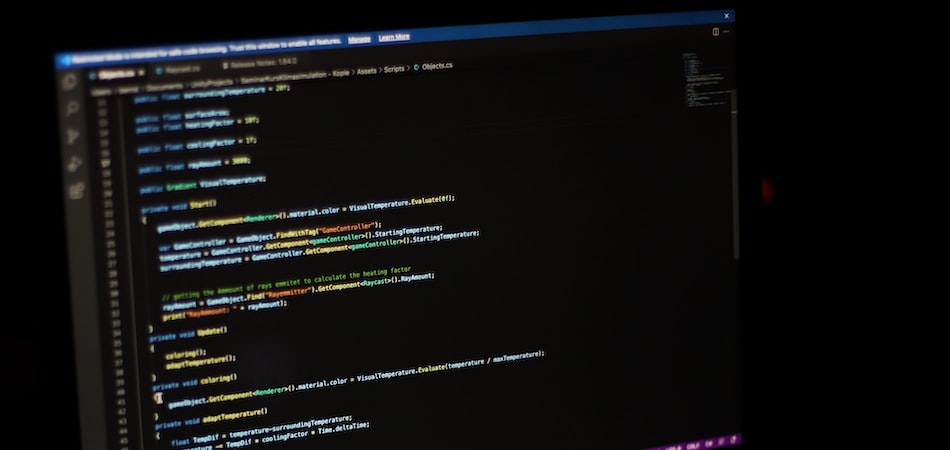 Restricted Mode is intended for safe code browsing. Trust this window to enable all features. Manage Learn More
Objects.cs Raycast.cs Release Notes: 1.64.0
Users > > Documents > UnityProjects > SeminarKursKlimasimulation - Kopie > Assets > Scripts > Objects.cs
public float surroundingTemperature = 20f;
public float surfaceArea;
public float heatingFactor = 10f;
public float coolingFactor = 1f;
public float rayAmount = 3000;
public Gradient VisualTemperature;
private void Start()
{
gameObject.GetComponent<Renderer>().material.color = VisualTemperature.Evaluate(0f);
var GameController = GameObject.FindWithTag("GameController");
temperature = GameController.GetComponent<gameController>().StartingTemperature;
surroundingTemperature = GameController.GetComponent<gameController>().StartingTemperature;
// getting the Ammount of rays emmitet to calculate the heating factor
rayAmount = GameObject.Find("Rayemmitter").GetComponent<Raycast>().RayAmount;
print("RayAmmount: " + rayAmount);
}
private void Update()
{
coloring();
adaptTemperature();
}
private void coloring()
{
gameObject.GetComponent<Renderer>().material.color = VisualTemperature.Evaluate(temperature / maxTemperature);
}
private void adaptTemperature()
{
float TempDif = temperature-surroundingTemperature;
-= TempDif * coolingFactor * Time.deltaTime;